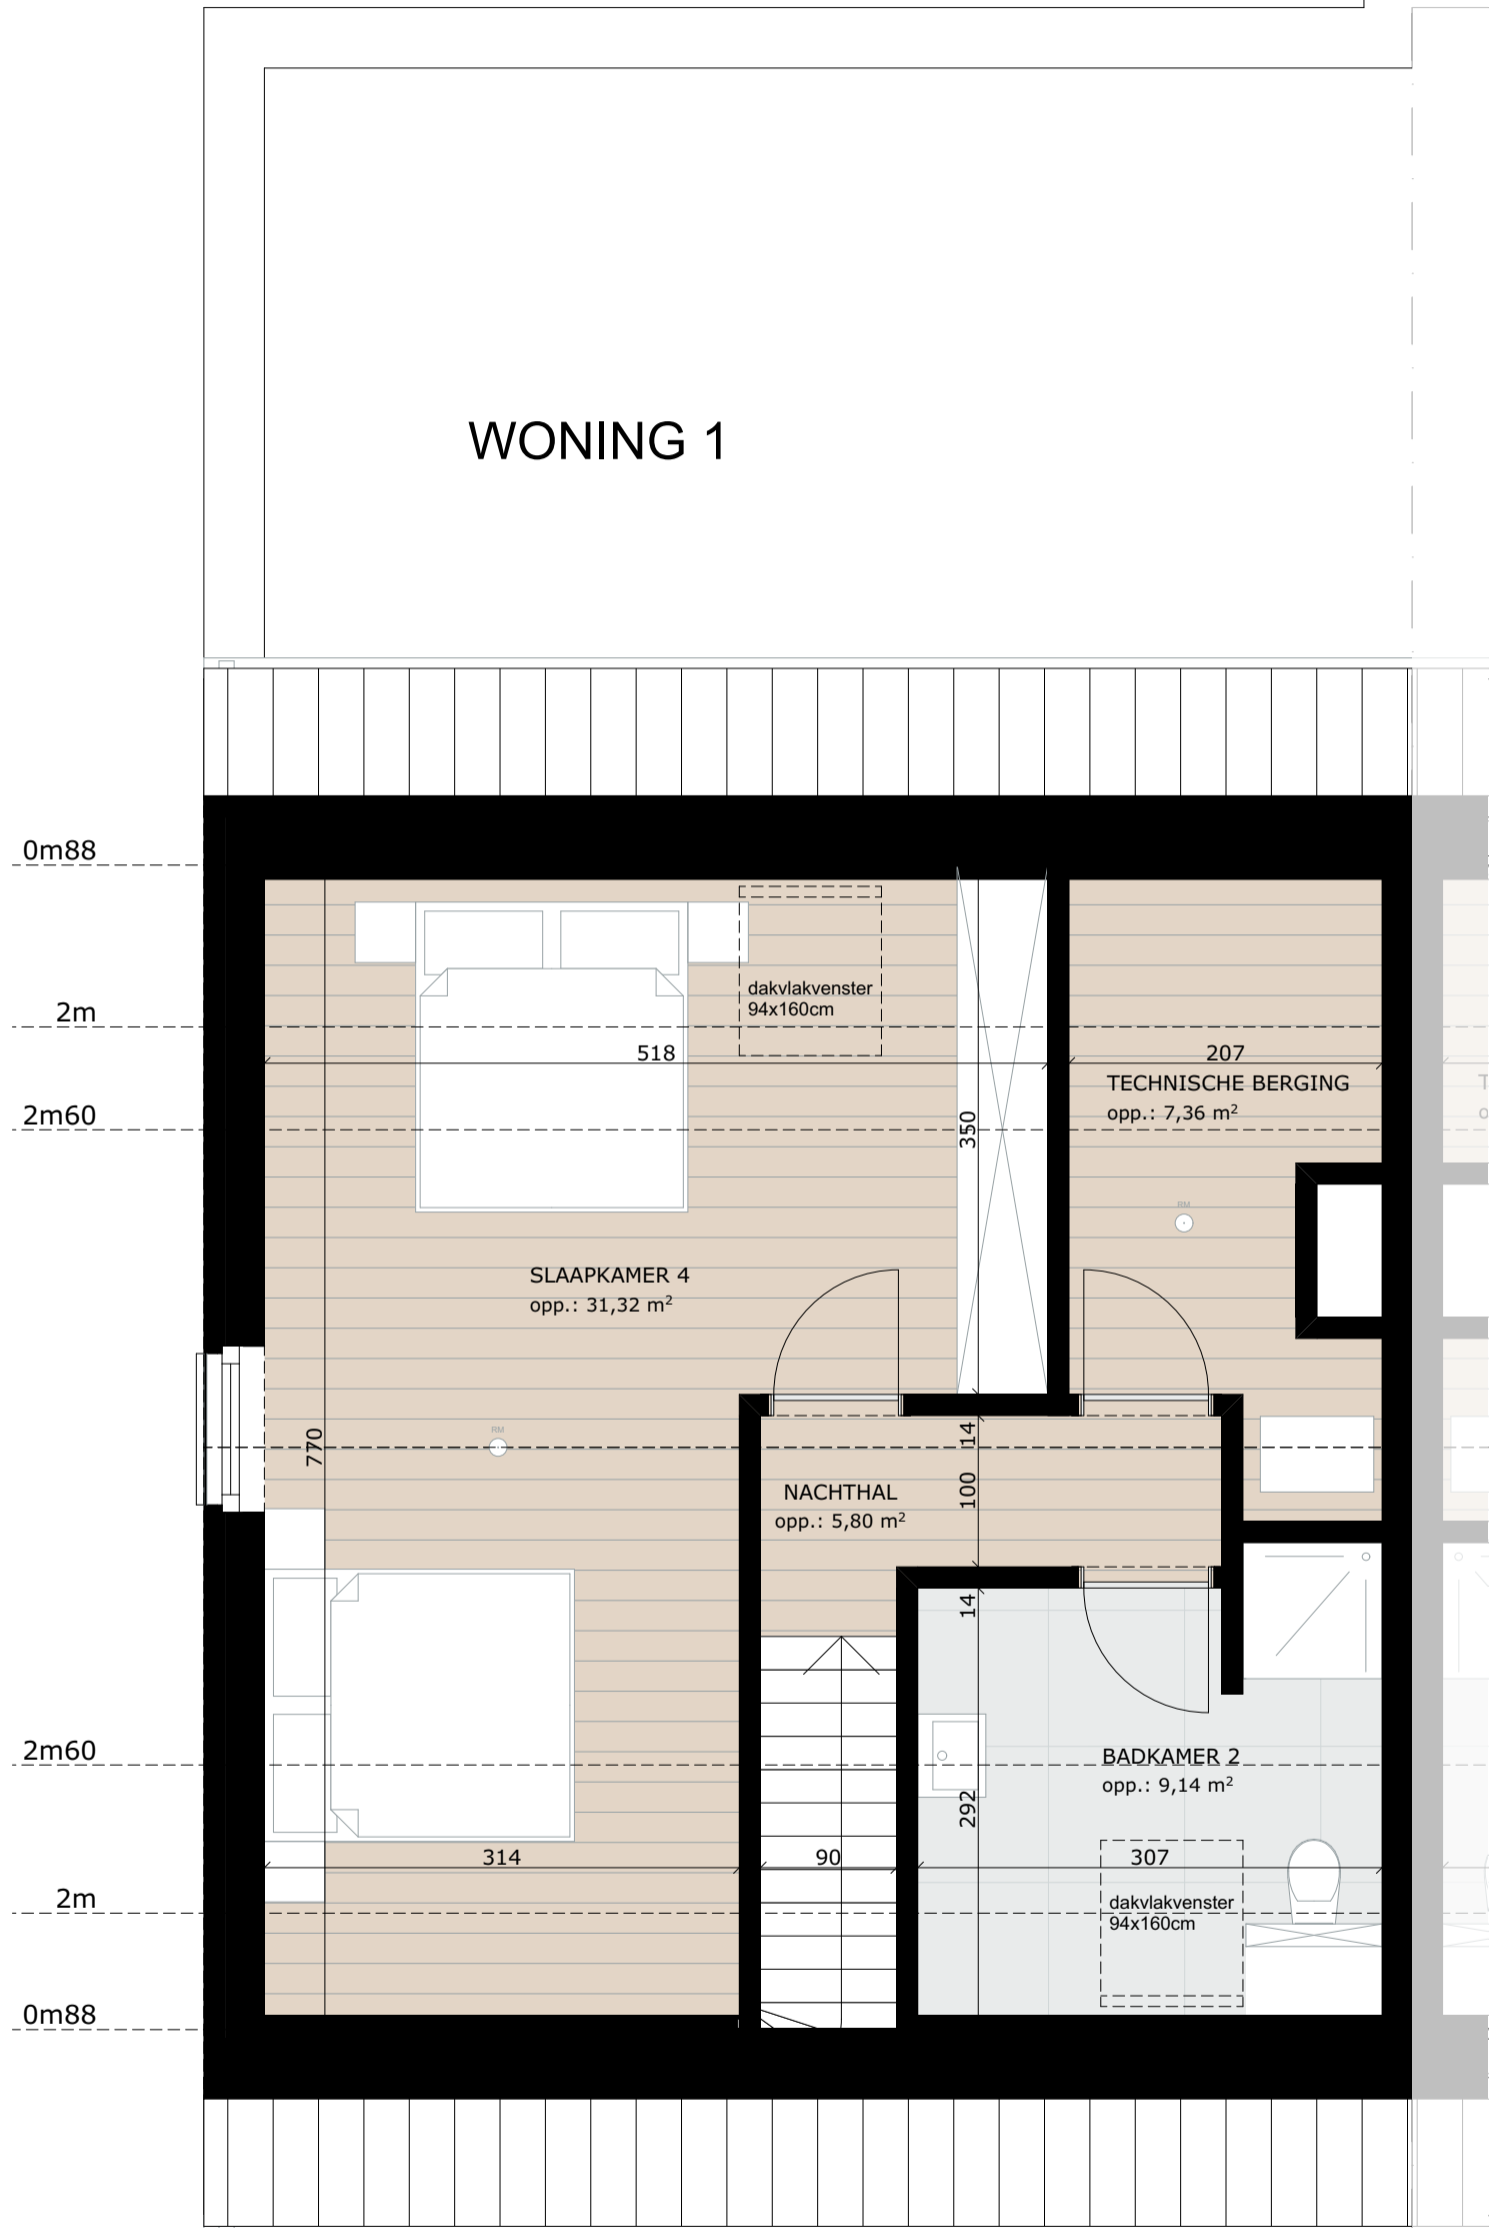 WONING 1
0m88
dakvlakvenster
94x160cm
2m
518
207
TECHNISCHE BERGING
opp.: 7,36 m²
2m60
350
RM
SLAAPKAMER 4
opp.: 31,32 m²
RM
770
14
NACHTHAL
opp.: 5,80 m²
100
14
2m60
BADKAMER 2
opp.: 9,14 m²
292
314
90
307
2m
dakvlakvenster
94x160cm
0m88